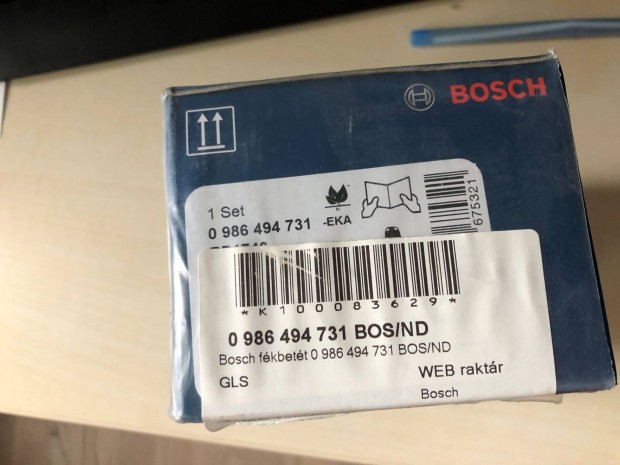 BOSCH
1 Set
0 986 494 731
-EKA
675321
*K100083629*
0 986 494 731 BOS/ND
Bosch fékbetét 0 986 494 731 BOS/ND
GLS
WEB raktár
Bosch